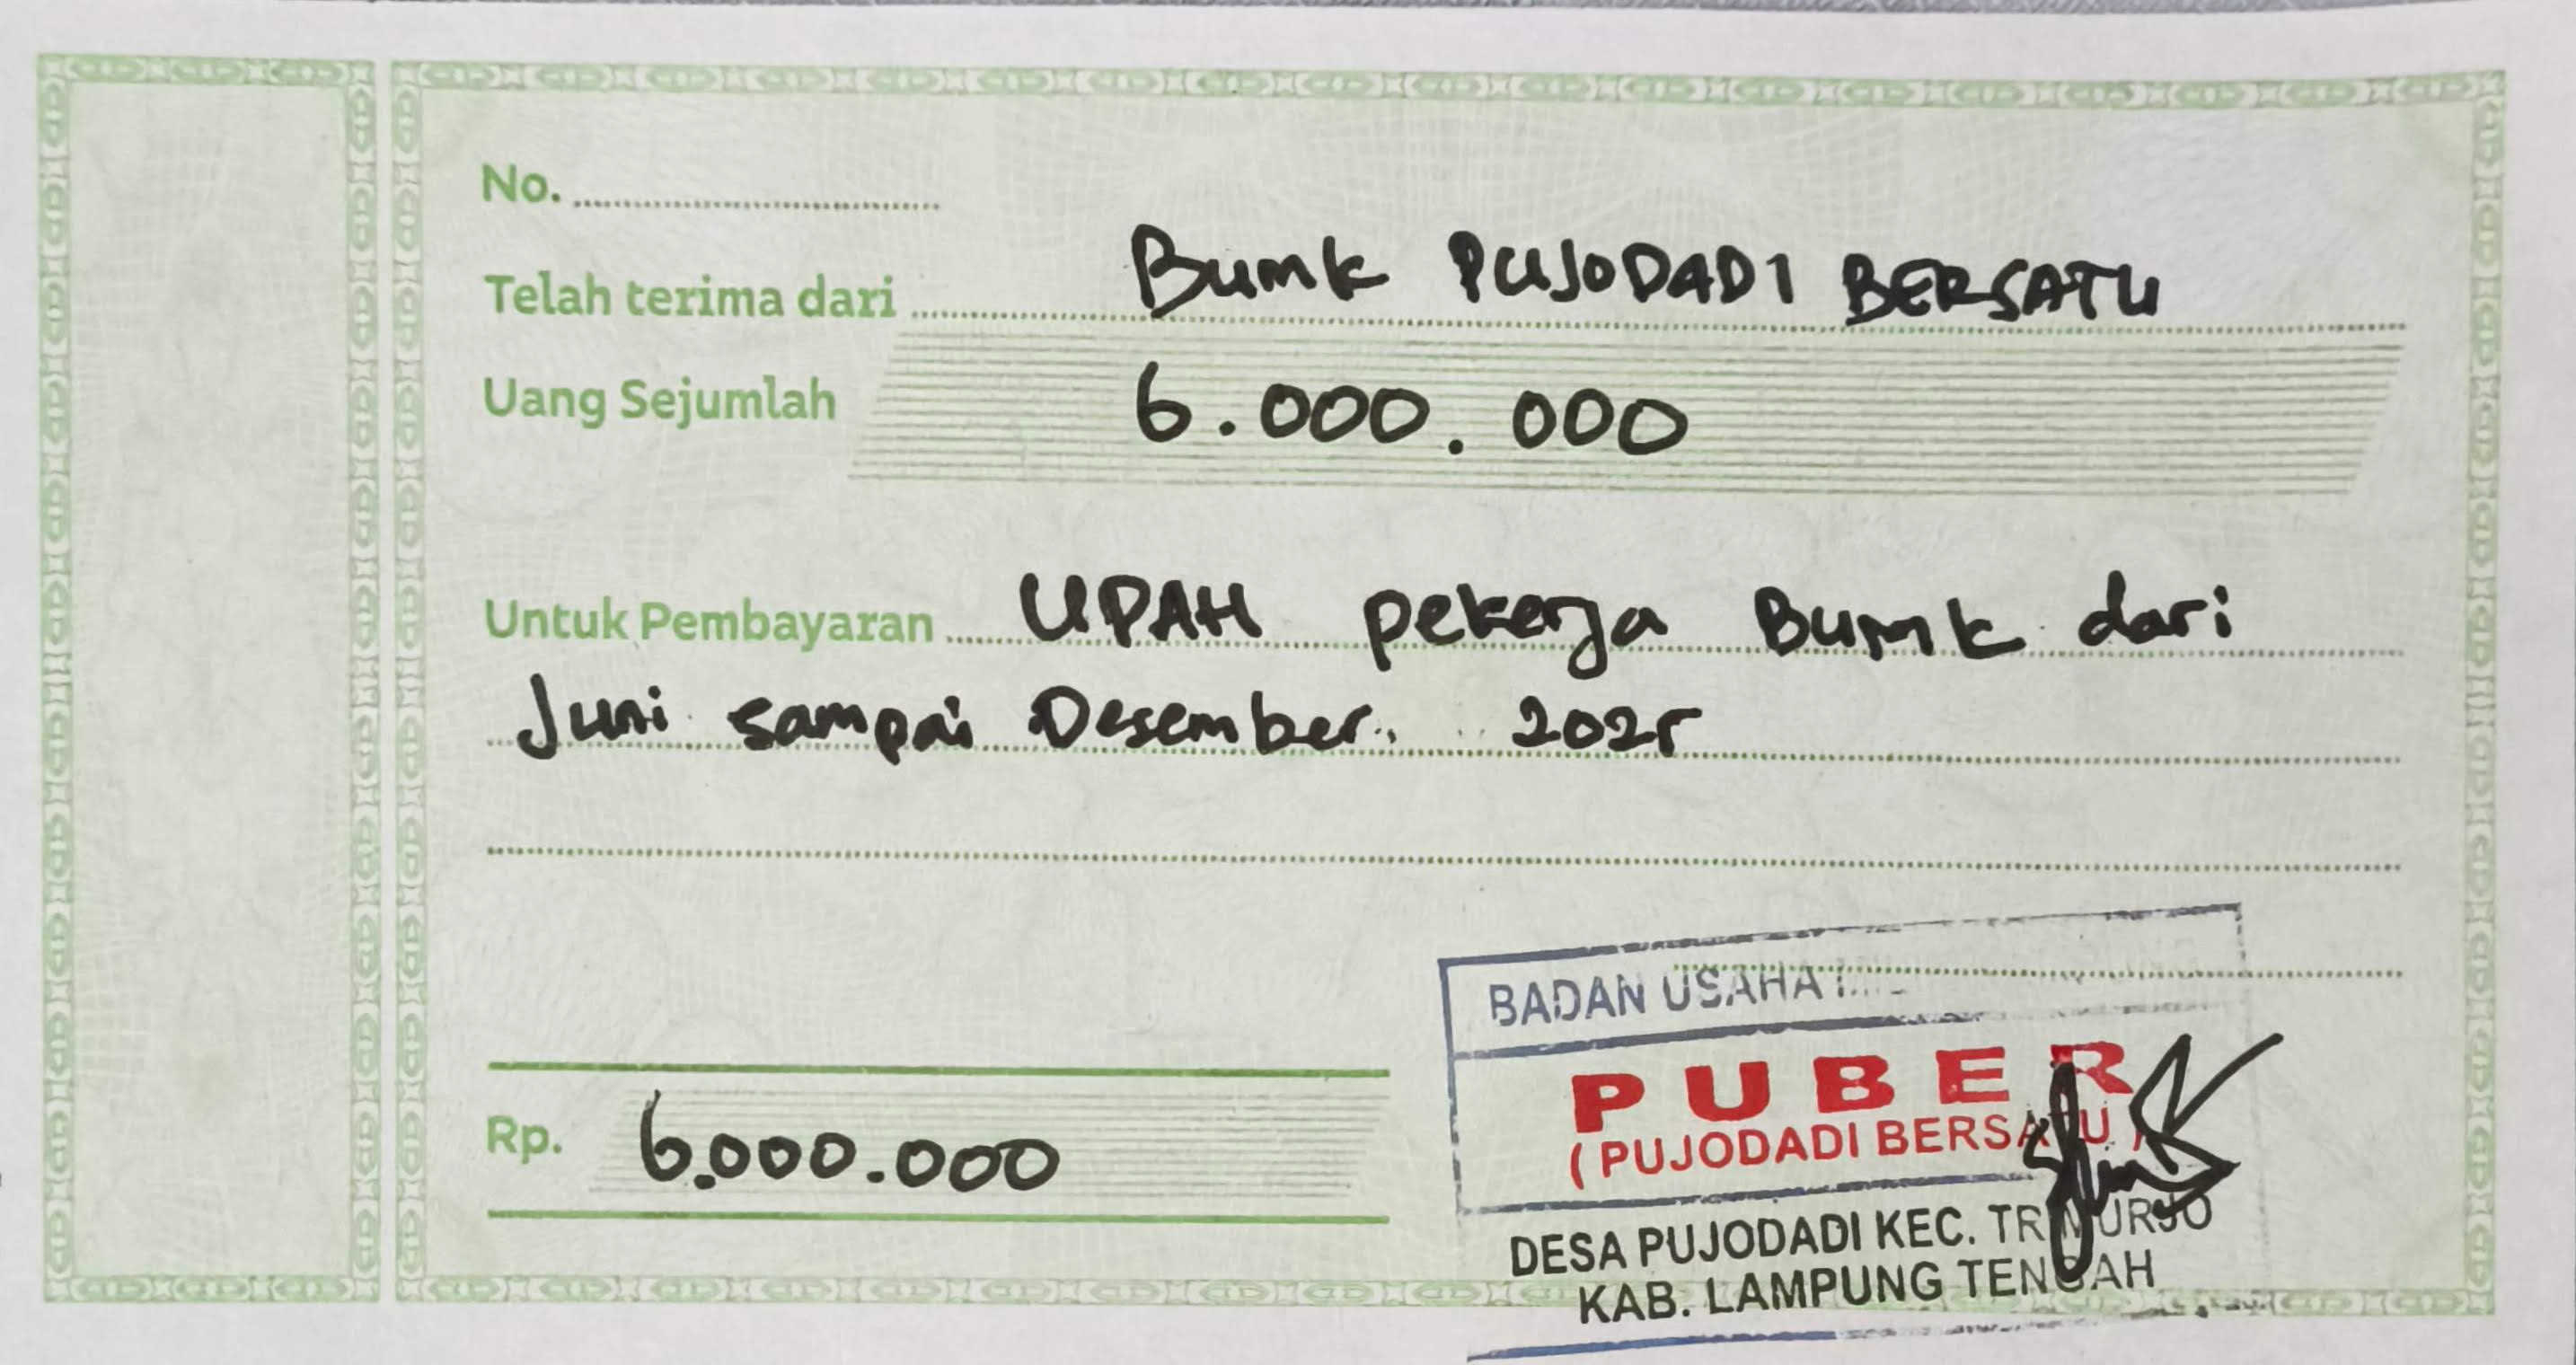 No.
Telah terima dari Bumk PUJODADI BERSATU
Uang Sejumlah 6.000.000
Untuk Pembayaran UPAH pekerja Bumk dari
Juni sampai Desember. 2025
Rp. 6.000.000
BADAN USAHA
PUBER
( PUJODADI BERSATU )
DESA PUJODADI KEC. TRIMURJO
KAB. LAMPUNG TENGAH